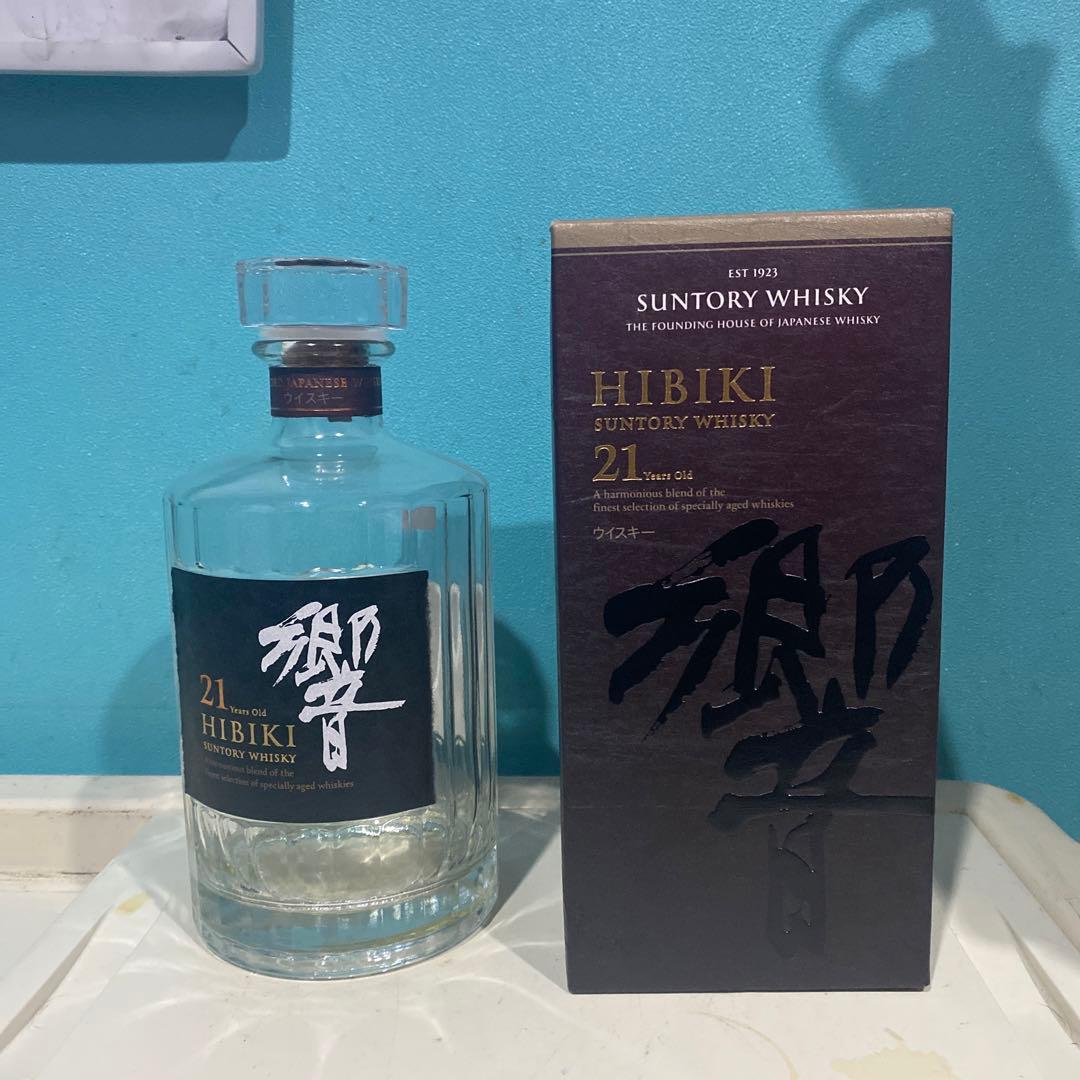 JAPANESE
ウイスキー
響
21 Years Old
HIBIKI
SUNTORY WHISKY
A harmonious blend of the
finest selection of specially aged whiskies
EST 1923
SUNTORY WHISKY
THE FOUNDING HOUSE OF JAPANESE WHISKY
HIBIKI
SUNTORY WHISKY
21 Years Old
A harmonious blend of the
finest selection of specially aged whiskies
ウイスキー
響